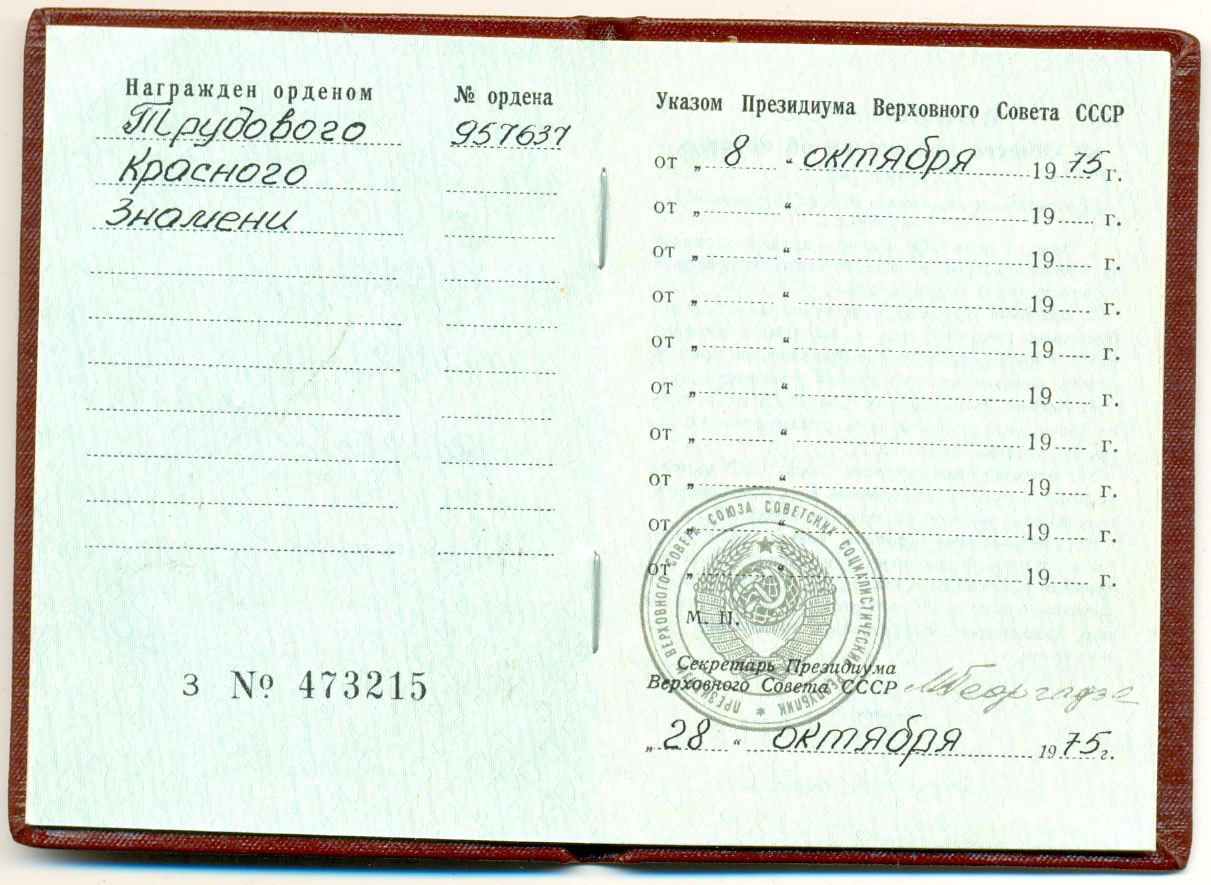 Награжден орденом № ордена
Трудового 957637
Красного
Знамени
З № 473215
Указом Президиума Верховного Совета СССР
от „ 8 “ октября 1975 г.
от „ “ 19 г.
от „ “ 19 г.
от „ “ 19 г.
от „ “ 19 г.
от „ “ 19 г.
от „ “ 19 г.
от „ “ 19 г.
от „ “ 19 г.
от „ “ 19 г.
М. П.
ПРЕЗИДИУМ ВЕРХОВНОГО СОВЕТА СОЮЗА СОВЕТСКИХ СОЦИАЛИСТИЧЕСКИХ РЕСПУБЛИК
Секретарь Президиума
Верховного Совета СССР МГеоргадзе
„ 28 “ октября 1975 г.